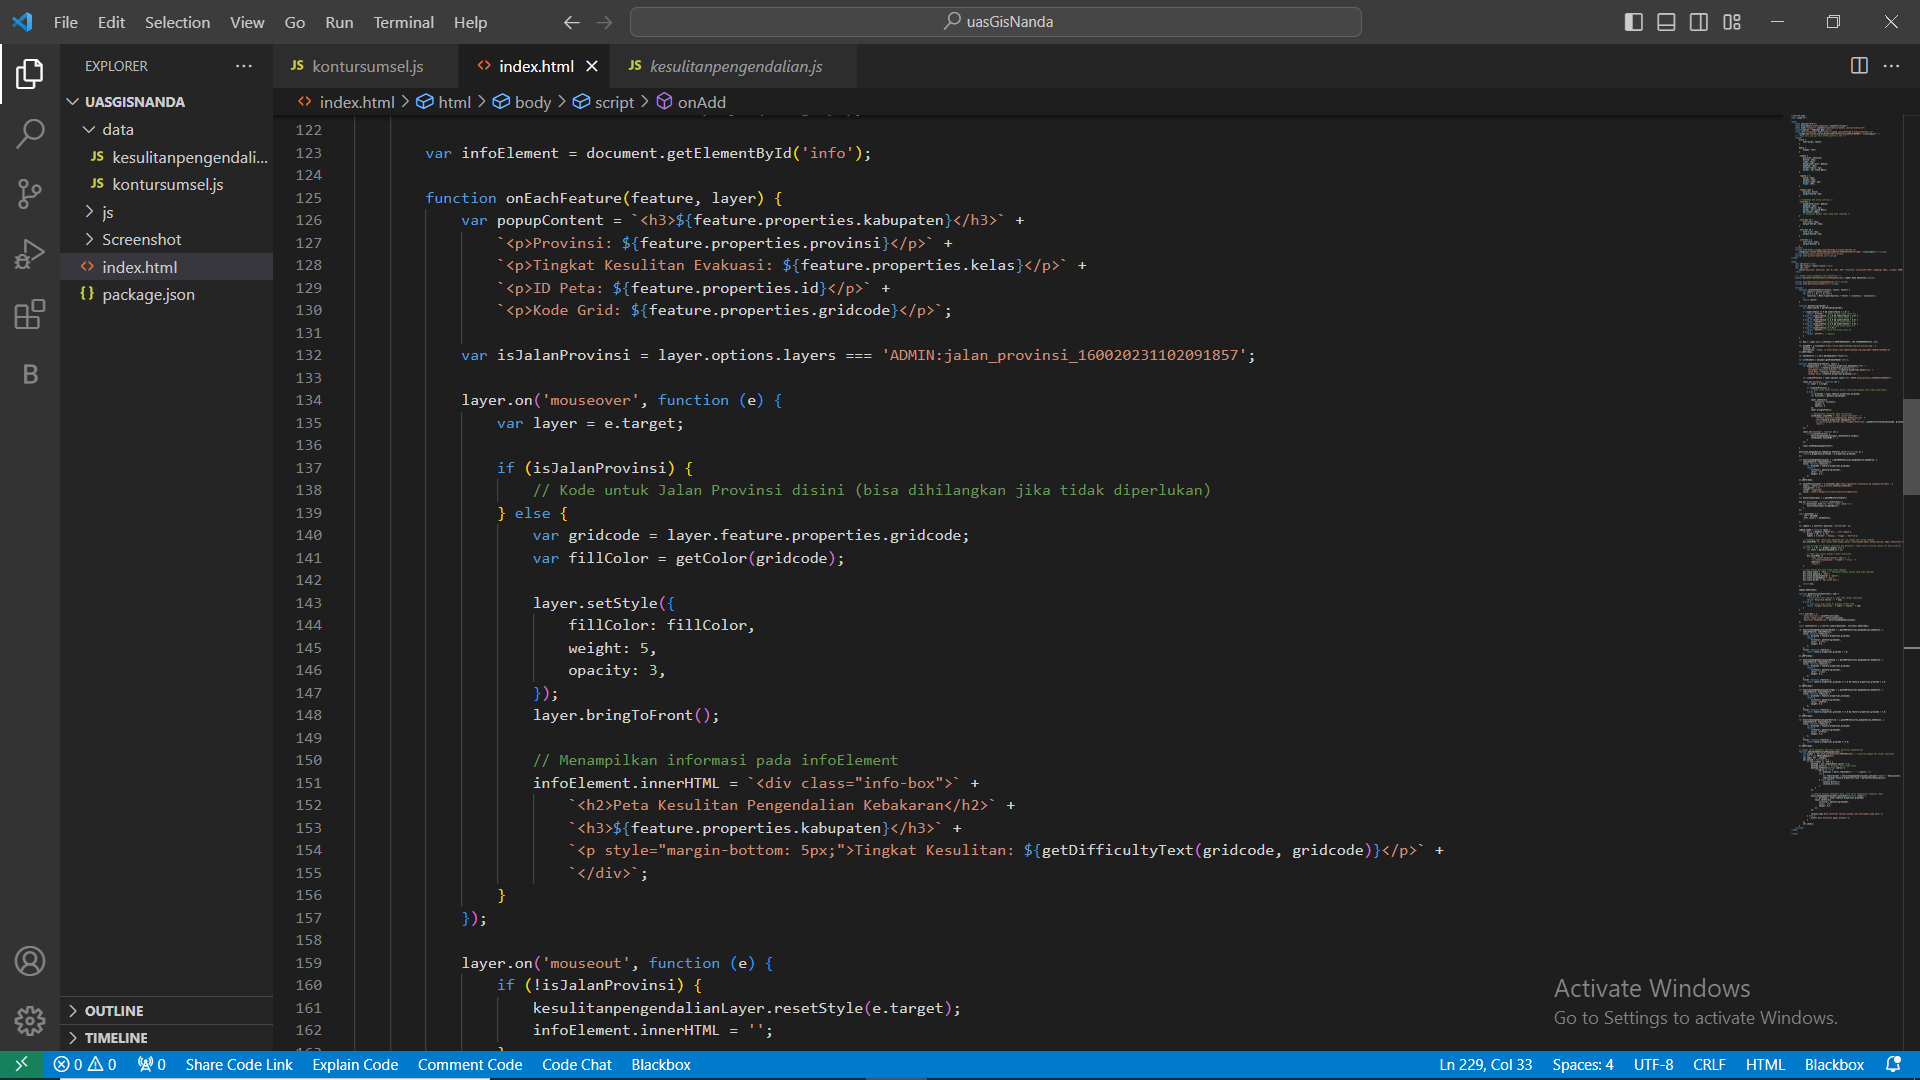 File Edit Selection View Go Run Terminal Help
uasGisNanda
EXPLORER
UASGISNANDA
data
JS kesulitanpengendali...
JS kontursumsel.js
js
Screenshot
<> index.html
{} package.json
OUTLINE
TIMELINE
JS kontursumsel.js
<> index.html
JS kesulitanpengendalian.js
<> index.html > html > body > script > onAdd
122
123 var infoElement = document.getElementById('info');
124
125 function onEachFeature(feature, layer) {
126 var popupContent = `<h3>${feature.properties.kabupaten}</h3>` +
127 `<p>Provinsi: ${feature.properties.provinsi}</p>` +
128 `<p>Tingkat Kesulitan Evakuasi: ${feature.properties.kelas}</p>` +
129 `<p>ID Peta: ${feature.properties.id}</p>` +
130 `<p>Kode Grid: ${feature.properties.gridcode}</p>`;
131
132 var isJalanProvinsi = layer.options.layers === 'ADMIN:jalan_provinsi_160020231102091857';
133
134 layer.on('mouseover', function (e) {
135 var layer = e.target;
136
137 if (isJalanProvinsi) {
138 // Kode untuk Jalan Provinsi disini (bisa dihilangkan jika tidak diperlukan)
139 } else {
140 var gridcode = layer.feature.properties.gridcode;
141 var fillColor = getColor(gridcode);
142
143 layer.setStyle({
144 fillColor: fillColor,
145 weight: 5,
146 opacity: 3,
147 });
148 layer.bringToFront();
149
150 // Menampilkan informasi pada infoElement
151 infoElement.innerHTML = `<div class="info-box">` +
152 `<h2>Peta Kesulitan Pengendalian Kebakaran</h2>` +
153 `<h3>${feature.properties.kabupaten}</h3>` +
154 `<p style="margin-bottom: 5px;">Tingkat Kesulitan: ${getDifficultyText(gridcode, gridcode)}</p>` +
155 `</div>`;
156 }
157 });
158
159 layer.on('mouseout', function (e) {
160 if (!isJalanProvinsi) {
161 kesulitanpengendalianLayer.resetStyle(e.target);
162 infoElement.innerHTML = '';
Activate Windows
Go to Settings to activate Windows.
0 0 0 Share Code Link Explain Code Comment Code Code Chat Blackbox
Ln 229, Col 33 Spaces: 4 UTF-8 CRLF HTML Blackbox